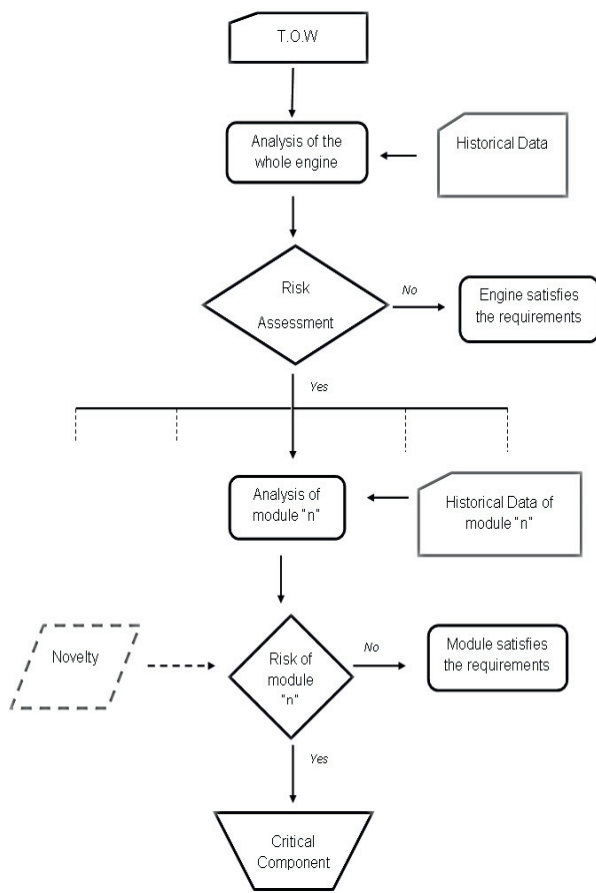 T.O.W
Analysis of the
whole engine
Historical Data
Risk
Assessment
No
Engine satisfies
the requirements
Yes
Analysis of
module "n"
Historical Data of
module "n"
Novelty
Risk of
module
"n"
No
Module satisfies
the requirements
Yes
Critical
Component